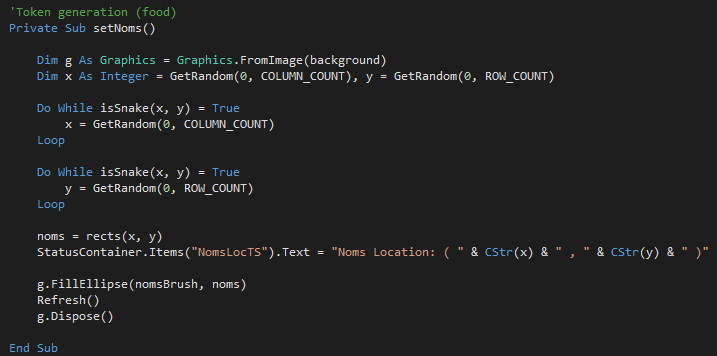 'Token generation (food)
Private Sub setNoms()
Dim g As Graphics = Graphics.FromImage(background)
Dim x As Integer = GetRandom(0, COLUMN_COUNT), y = GetRandom(0, ROW_COUNT)
Do While isSnake(x, y) = True
x = GetRandom(0, COLUMN_COUNT)
Loop
Do While isSnake(x, y) = True
y = GetRandom(0, ROW_COUNT)
Loop
noms = rects(x, y)
StatusContainer.Items("NomsLocTS").Text = "Noms Location: ( " & CStr(x) & " , " & CStr(y) & " )"
g.FillEllipse(nomsBrush, noms)
Refresh()
g.Dispose()
End Sub